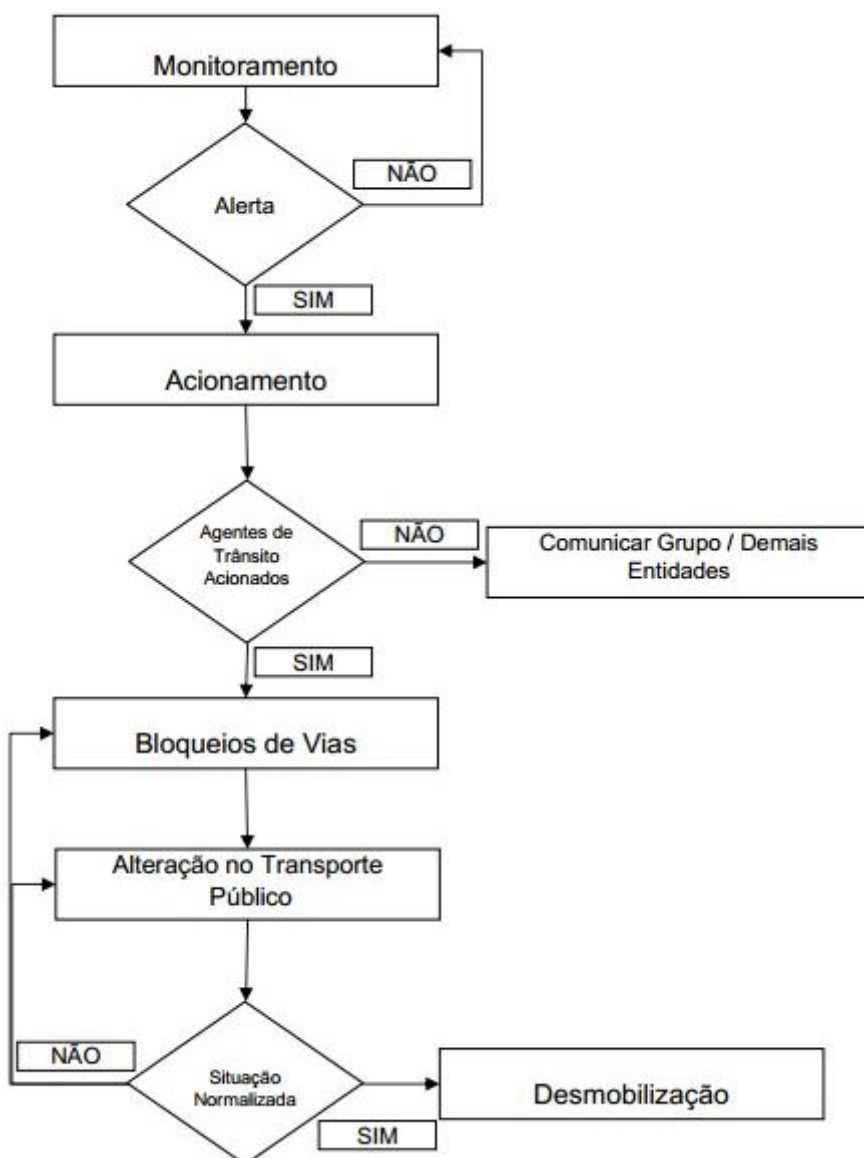 Monitoramento
NÃO
Alerta
SIM
Acionamento
Agentes de
Trânsito
Acionados
NÃO
Comunicar Grupo / Demais
Entidades
SIM
Bloqueios de Vias
Alteração no Transporte
Público
NÃO
Situação
Normalizada
Desmobilização
SIM